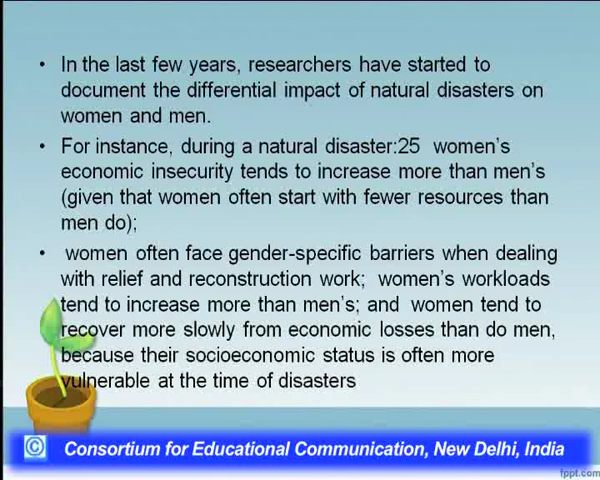 • In the last few years, researchers have started to
document the differential impact of natural disasters on
women and men.
• For instance, during a natural disaster:25 women's
economic insecurity tends to increase more than men's
(given that women often start with fewer resources than
men do);
• women often face gender-specific barriers when dealing
with relief and reconstruction work; women's workloads
tend to increase more than men's; and women tend to
recover more slowly from economic losses than do men,
because their socioeconomic status is often more
vulnerable at the time of disasters
© Consortium for Educational Communication, New Delhi, India
fppt.com